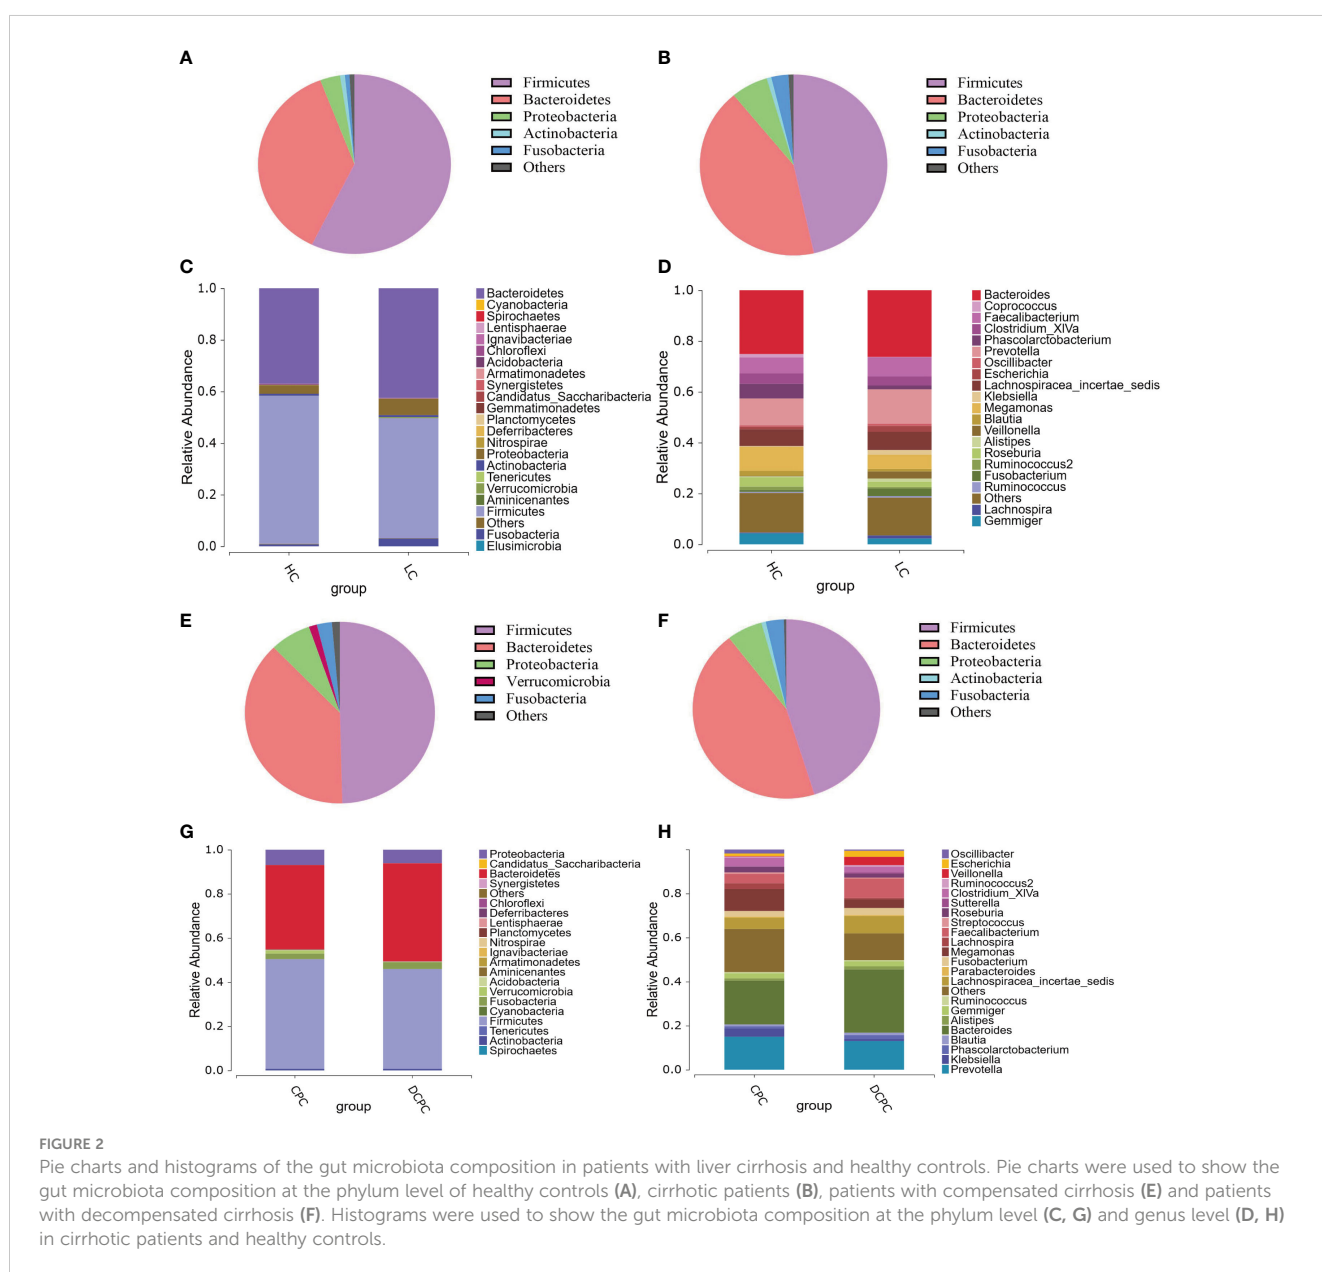 A
Firmicutes
Bacteroidetes
Proteobacteria
Actinobacteria
Fusobacteria
Others
B
Firmicutes
Bacteroidetes
Proteobacteria
Actinobacteria
Fusobacteria
Others
C
1.0
0.8
0.6
0.4
0.2
0.0
Relative Abundance
HC
LC
group
Bacteroidetes
Cyanobacteria
Spirochaetes
Lentisphaerae
Ignavibacteriae
Chloroflexi
Acidobacteria
Armatimonadetes
Synergistetes
Candidatus_Saccharibacteria
Gemmatimonadetes
Planctomycetes
Deferribacteres
Nitrospirae
Proteobacteria
Actinobacteria
Tenericutes
Verrucomicrobia
Aminicenantes
Firmicutes
Others
Fusobacteria
Elusimicrobia
D
1.0
0.8
0.6
0.4
0.2
0.0
Relative Abundance
HC
LC
group
Bacteroides
Coprococcus
Faecalibacterium
Clostridium_XIVa
Phascolarctobacterium
Prevotella
Oscillibacter
Escherichia
Lachnospiracea_incertae_sedis
Klebsiella
Megamonas
Blautia
Veillonella
Alistipes
Roseburia
Ruminococcus2
Fusobacterium
Ruminococcus
Others
Lachnospira
Gemmiger
E
Firmicutes
Bacteroidetes
Proteobacteria
Verrucomicrobia
Fusobacteria
Others
F
Firmicutes
Bacteroidetes
Proteobacteria
Actinobacteria
Fusobacteria
Others
G
1.0
0.8
0.6
0.4
0.2
0.0
Relative Abundance
CPC
DCPC
group
Proteobacteria
Candidatus_Saccharibacteria
Bacteroidetes
Synergistetes
Others
Chloroflexi
Deferribacteres
Lentisphaerae
Planctomycetes
Nitrospirae
Ignavibacteriae
Armatimonadetes
Aminicenantes
Acidobacteria
Verrucomicrobia
Fusobacteria
Cyanobacteria
Firmicutes
Tenericutes
Actinobacteria
Spirochaetes
H
0.8
0.6
0.4
0.2
0.0
Relative Abundance
CPC
DCPC
group
Oscillibacter
Escherichia
Veillonella
Ruminococcus2
Clostridium_XIVa
Sutterella
Roseburia
Streptococcus
Faecalibacterium
Lachnospira
Megamonas
Fusobacterium
Parabacteroides
Lachnospiracea_incertae_sedis
Others
Ruminococcus
Gemmiger
Alistipes
Bacteroides
Blautia
Phascolarctobacterium
Klebsiella
Prevotella
FIGURE 2
Pie charts and histograms of the gut microbiota composition in patients with liver cirrhosis and healthy controls. Pie charts were used to show the
gut microbiota composition at the phylum level of healthy controls (A), cirrhotic patients (B), patients with compensated cirrhosis (E) and patients
with decompensated cirrhosis (F). Histograms were used to show the gut microbiota composition at the phylum level (C, G) and genus level (D, H)
in cirrhotic patients and healthy controls.